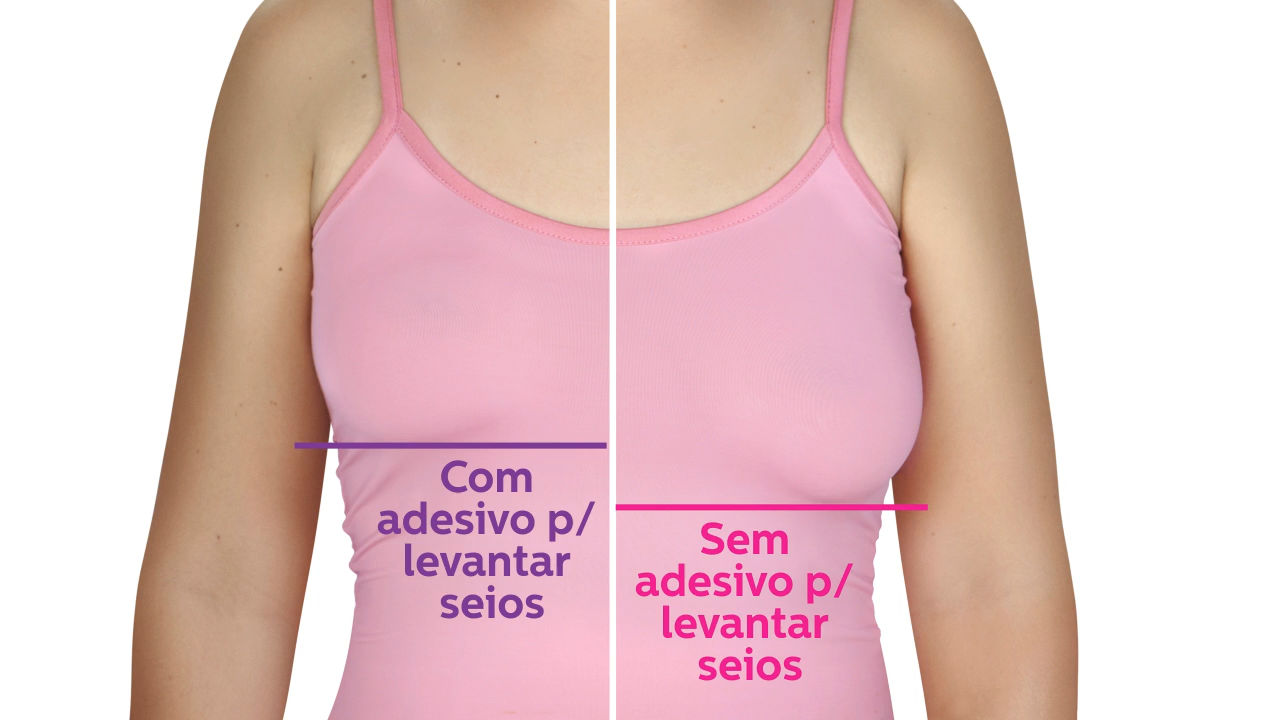 Com
adesivo p/
levantar
seios
Sem
adesivo p/
levantar
seios